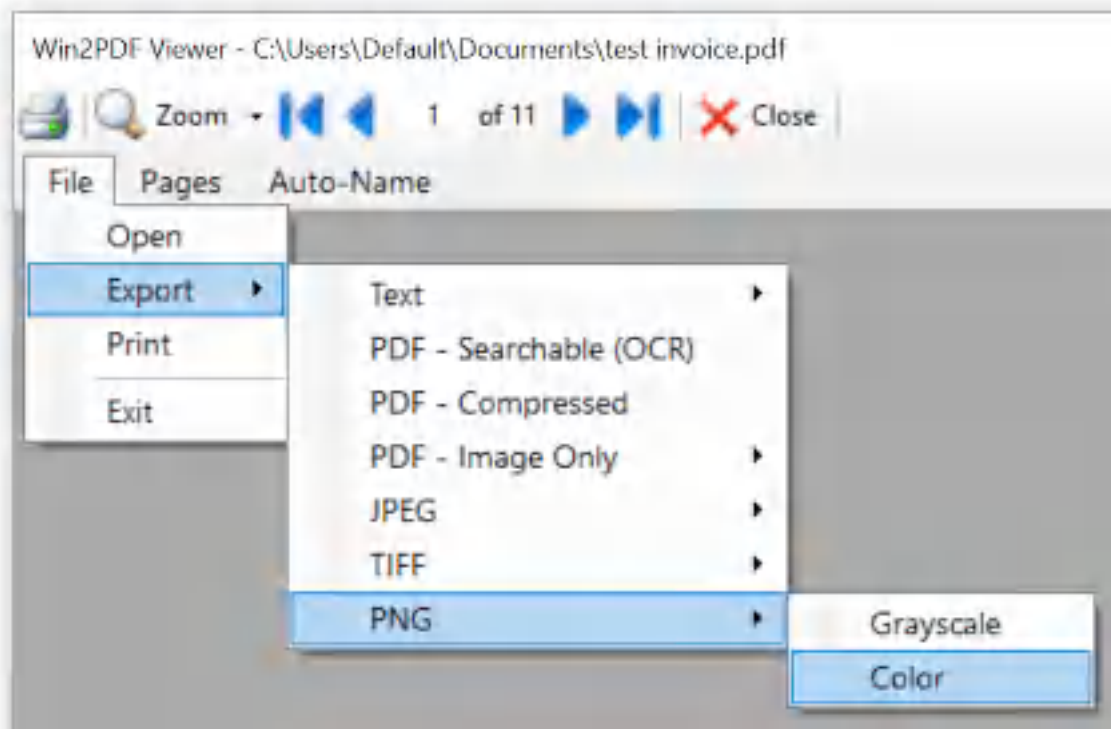 Win2PDF Viewer - C:\Users\Default\Documents\test invoice.pdf
Zoom 1 of 11 Close
File Pages Auto-Name
Open
Export
Print
Exit
Text
PDF - Searchable (OCR)
PDF - Compressed
PDF - Image Only
JPEG
TIFF
PNG
Grayscale
Color